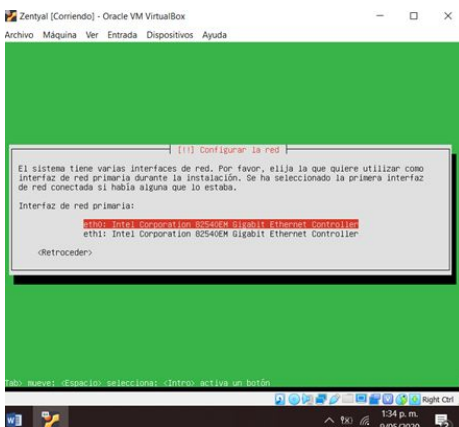 Zentyal [Corriendo] - Oracle VM VirtualBox
Archivo Máquina Ver Entrada Dispositivos Ayuda
[!!] Configurar la red
El sistema tiene varias interfaces de red. Por favor, elija la que quiere utilizar como
interfaz de red primaria durante la instalación. Se ha seleccionado la primera interfaz
de red conectada si había alguna que lo estaba.
Interfaz de red primaria:
eth0: Intel Corporation 82540EM Gigabit Ethernet Controller
eth1: Intel Corporation 82540EM Gigabit Ethernet Controller
<Retroceder>
Tab> mueve; <Espacio> selecciona; <Intro> activa un botón
Right Ctrl
1:34 p. m.
9/05/2020